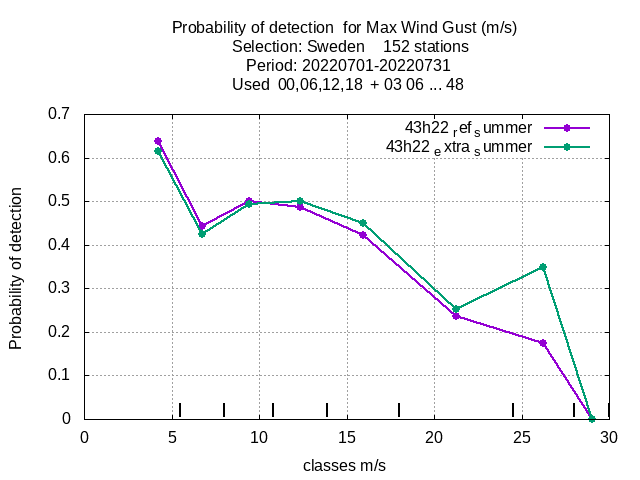 Probability of detection  for Max Wind Gust (m/s)
Selection: Sweden    152 stations
Period: 20220701-20220731
Used  00,06,12,18  + 03 06 ... 48
43h22 ref summer
43h22 extra summer
Probability of detection
0.7
0.6
0.5
0.4
0.3
0.2
0.1
0
0 5 10 15 20 25 30
classes m/s